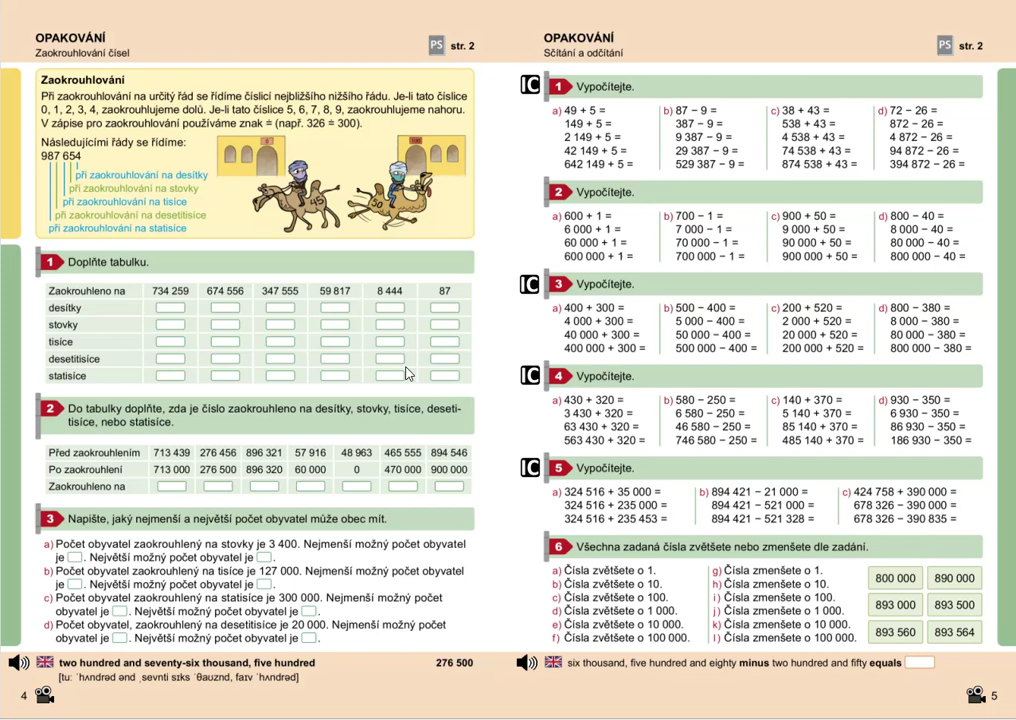 OPAKOVÁNÍ
Zaokrouhlování čísel
PS str. 2
Zaokrouhlování
Při zaokrouhlování na určitý řád se řídíme číslicí nejbližšího nižšího řádu. Je-li tato číslice
0, 1, 2, 3, 4, zaokrouhlujeme dolů. Je-li tato číslice 5, 6, 7, 8, 9, zaokrouhlujeme nahoru.
V zápise pro zaokrouhlování používáme znak ≐ (např. 326 ≐ 300).
Následujícími řády se řídíme:
987 654
při zaokrouhlování na desítky
při zaokrouhlování na stovky
při zaokrouhlování na tisíce
při zaokrouhlování na desetitisíce
při zaokrouhlování na statisíce
45
50
1 Doplňte tabulku.
Zaokrouhleno na 734 259 674 556 347 555 59 817 8 444 87
desítky
stovky
tisíce
desetitisíce
statisíce
2 Do tabulky doplňte, zda je číslo zaokrouhleno na desítky, stovky, tisíce, deseti-
tisíce, nebo statisíce.
Před zaokrouhlením 713 439 276 456 896 321 57 916 48 963 465 555 894 546
Po zaokrouhlení 713 000 276 500 896 320 60 000 0 470 000 900 000
Zaokrouhleno na
3 Napište, jaký nejmenší a největší počet obyvatel může obec mít.
a) Počet obyvatel zaokrouhlený na stovky je 3 400. Nejmenší možný počet obyvatel
je . Největší možný počet obyvatel je .
b) Počet obyvatel zaokrouhlený na tisíce je 127 000. Nejmenší možný počet obyvatel
je . Největší možný počet obyvatel je .
c) Počet obyvatel zaokrouhlený na statisíce je 300 000. Nejmenší možný počet
obyvatel je . Největší možný počet obyvatel je .
d) Počet obyvatel, zaokrouhlený na desetitisíce je 20 000. Nejmenší možný počet
obyvatel je . Největší možný počet obyvatel je .
two hundred and seventy-six thousand, five hundred 276 500
[tuː ˈhʌndrəd ənd ˌsevnti sɪks ˈθaʊznd, faɪv ˈhʌndrəd]
4
OPAKOVÁNÍ
Sčítání a odčítání
PS str. 2
IC 1 Vypočítejte.
a) 49 + 5 = b) 87 − 9 = c) 38 + 43 = d) 72 − 26 =
149 + 5 = 387 − 9 = 538 + 43 = 872 − 26 =
2 149 + 5 = 9 387 − 9 = 4 538 + 43 = 4 872 − 26 =
42 149 + 5 = 29 387 − 9 = 74 538 + 43 = 94 872 − 26 =
642 149 + 5 = 529 387 − 9 = 874 538 + 43 = 394 872 − 26 =
2 Vypočítejte.
a) 600 + 1 = b) 700 − 1 = c) 900 + 50 = d) 800 − 40 =
6 000 + 1 = 7 000 − 1 = 9 000 + 50 = 8 000 − 40 =
60 000 + 1 = 70 000 − 1 = 90 000 + 50 = 80 000 − 40 =
600 000 + 1 = 700 000 − 1 = 900 000 + 50 = 800 000 − 40 =
IC 3 Vypočítejte.
a) 400 + 300 = b) 500 − 400 = c) 200 + 520 = d) 800 − 380 =
4 000 + 300 = 5 000 − 400 = 2 000 + 520 = 8 000 − 380 =
40 000 + 300 = 50 000 − 400 = 20 000 + 520 = 80 000 − 380 =
400 000 + 300 = 500 000 − 400 = 200 000 + 520 = 800 000 − 380 =
IC 4 Vypočítejte.
a) 430 + 320 = b) 580 − 250 = c) 140 + 370 = d) 930 − 350 =
3 430 + 320 = 6 580 − 250 = 5 140 + 370 = 6 930 − 350 =
63 430 + 320 = 46 580 − 250 = 85 140 + 370 = 86 930 − 350 =
563 430 + 320 = 746 580 − 250 = 485 140 + 370 = 186 930 − 350 =
IC 5 Vypočítejte.
a) 324 516 + 35 000 = b) 894 421 − 21 000 = c) 424 758 + 390 000 =
324 516 + 235 000 = 894 421 − 521 000 = 678 326 − 390 000 =
324 516 + 235 453 = 894 421 − 521 328 = 678 326 − 390 835 =
6 Všechna zadaná čísla zvětšete nebo zmenšete dle zadání.
a) Čísla zvětšete o 1. g) Čísla zmenšete o 1.
b) Čísla zvětšete o 10. h) Čísla zmenšete o 10.
c) Čísla zvětšete o 100. i) Čísla zmenšete o 100.
d) Čísla zvětšete o 1 000. j) Čísla zmenšete o 1 000.
e) Čísla zvětšete o 10 000. k) Čísla zmenšete o 10 000.
f) Čísla zvětšete o 100 000. l) Čísla zmenšete o 100 000.
800 000 890 000
893 000 893 500
893 560 893 564
six thousand, five hundred and eighty minus two hundred and fifty equals
5